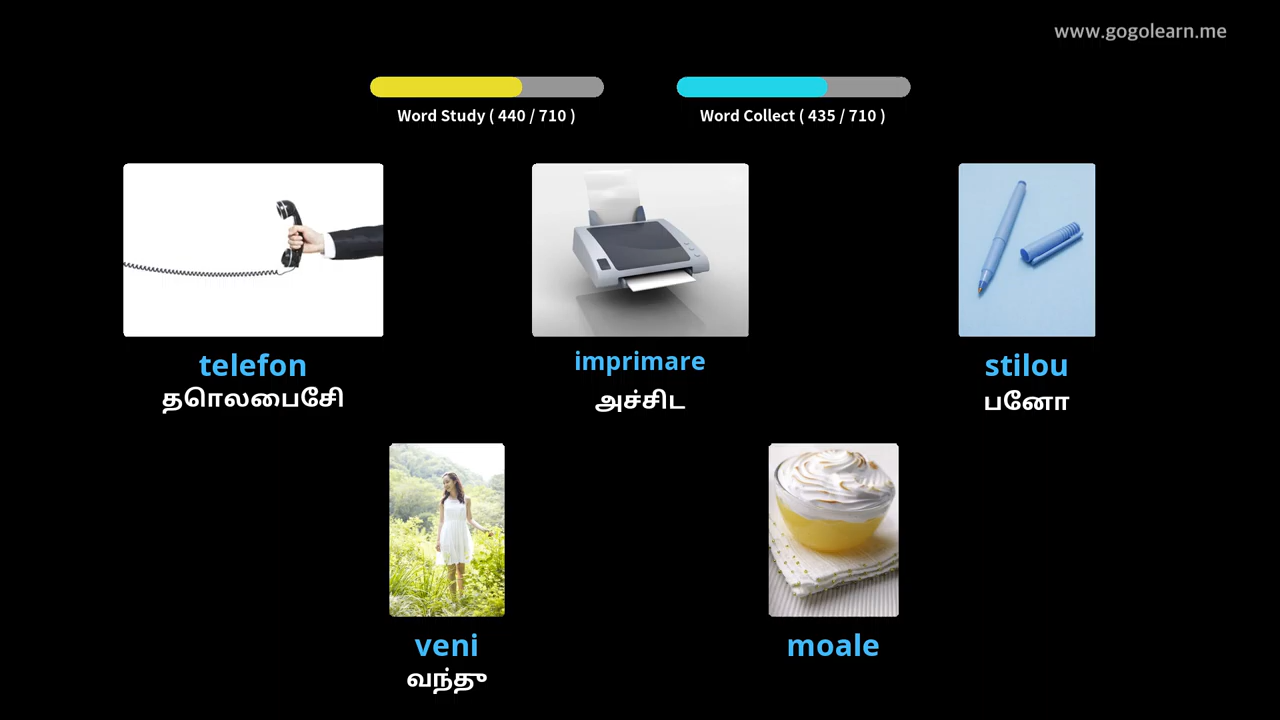 www.gogolearn.me
Word Study ( 440 / 710 )
Word Collect ( 435 / 710 )
telefon
தொலைபேசி
imprimare
அச்சிட
stilou
பேனா
veni
வந்து
moale